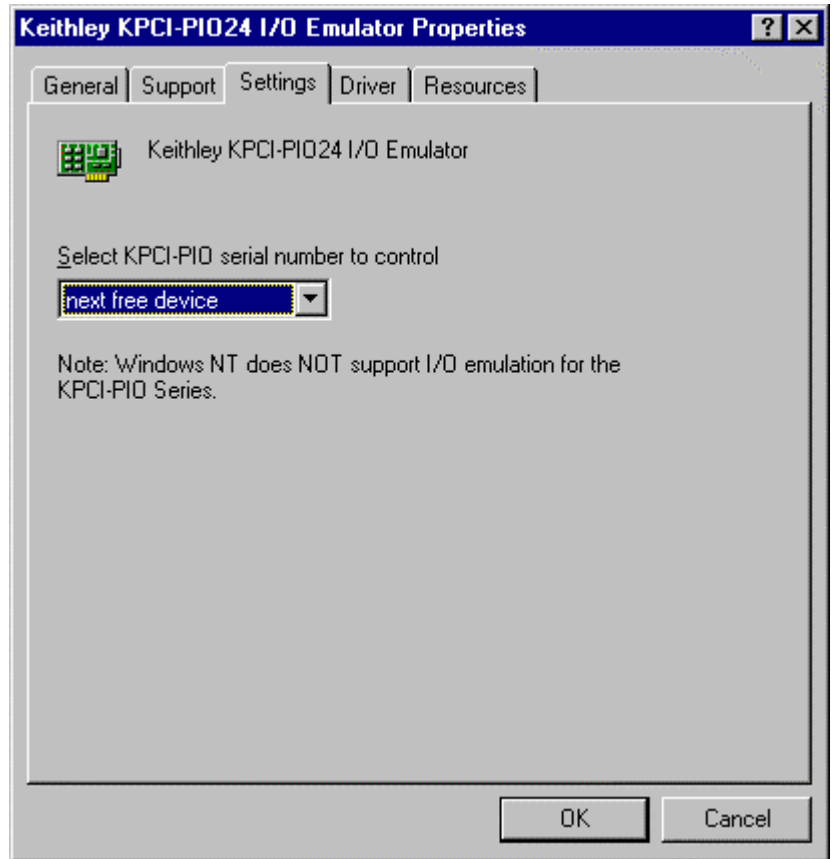 Keithley KPCI-PIO24 I/O Emulator Properties
? ×
General Support Settings Driver Resources
Keithley KPCI-PIO24 I/O Emulator
Select KPCI-PIO serial number to control
next free device
Note: Windows NT does NOT support I/O emulation for the
KPCI-PIO Series.
OK Cancel